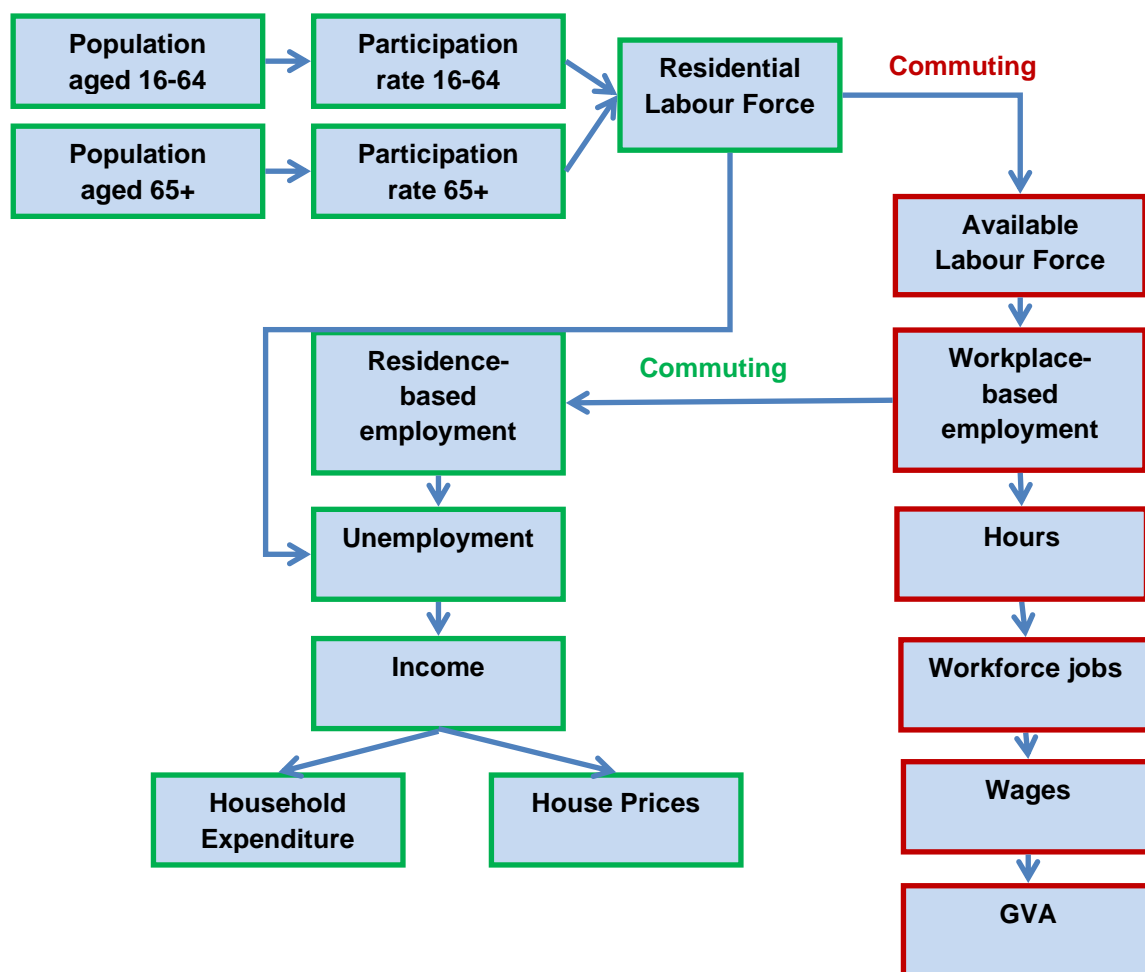 Population
aged 16-64
Participation
rate 16-64
Residential
Labour Force
Commuting
Population
aged 65+
Participation
rate 65+
Available
Labour Force
Residence-
based
employment
Commuting
Workplace-
based
employment
Unemployment
Hours
Income
Workforce jobs
Household
Expenditure
House Prices
Wages
GVA